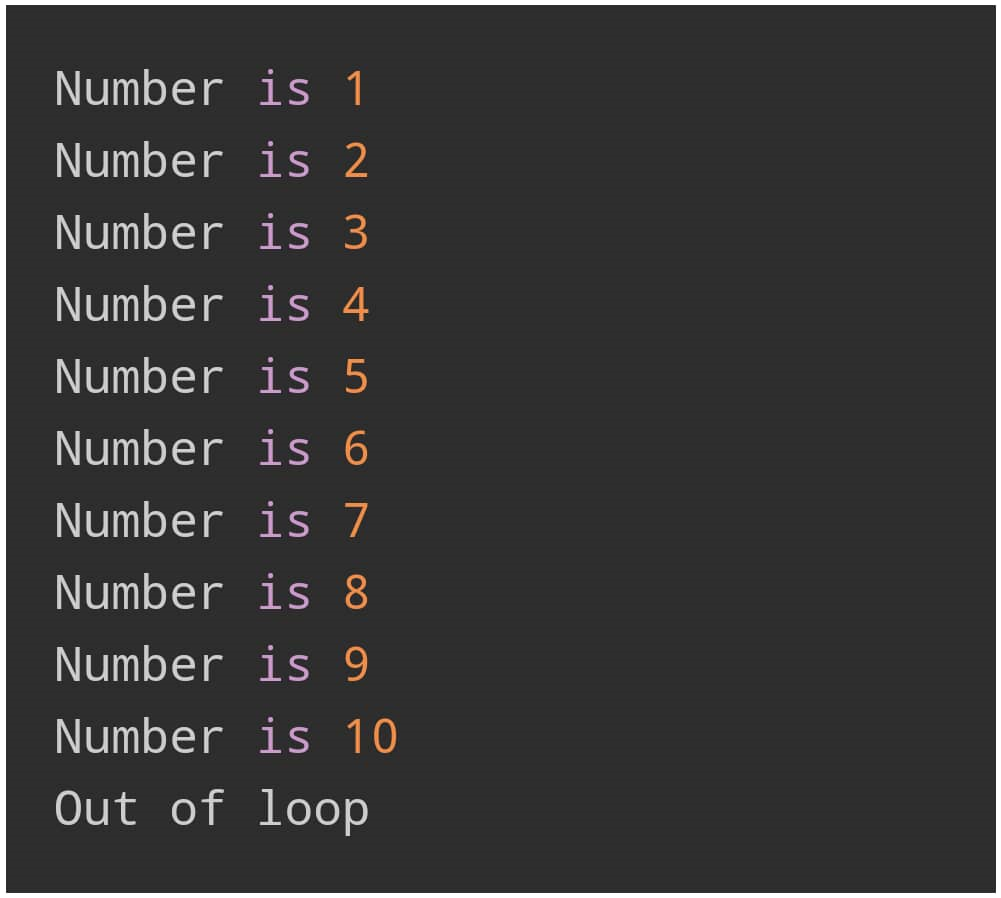 Number is 1
Number is 2
Number is 3
Number is 4
Number is 5
Number is 6
Number is 7
Number is 8
Number is 9
Number is 10
Out of loop